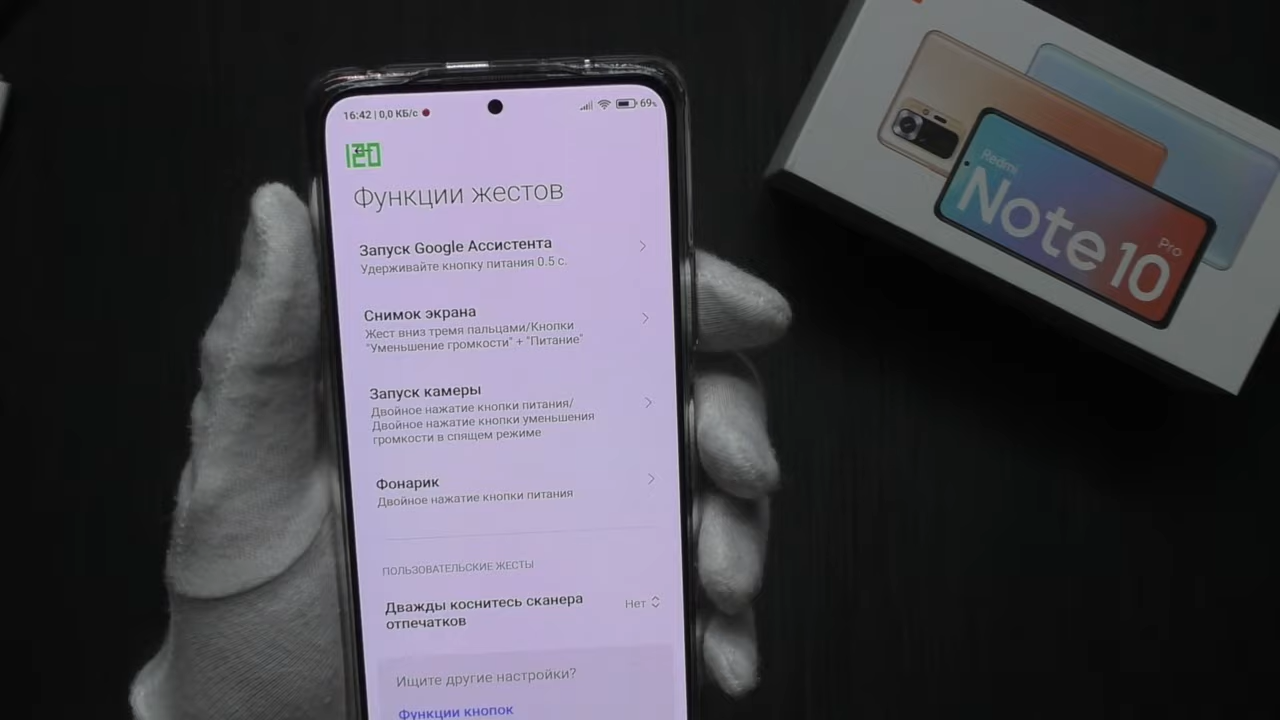 16:42 | 0,0 КБ/с
69%
120
Функции жестов
Запуск Google Ассистента
Удерживайте кнопку питания 0.5 с.
Снимок экрана
Жест вниз тремя пальцами/Кнопки
"Уменьшение громкости" + "Питание"
Запуск камеры
Двойное нажатие кнопки питания/
Двойное нажатие кнопки уменьшения
громкости в спящем режиме
Фонарик
Двойное нажатие кнопки питания
ПОЛЬЗОВАТЕЛЬСКИЕ ЖЕСТЫ
Дважды коснитесь сканера
отпечатков
Нет
Ищите другие настройки?
Функции кнопок
Redmi
Note 10
Pro